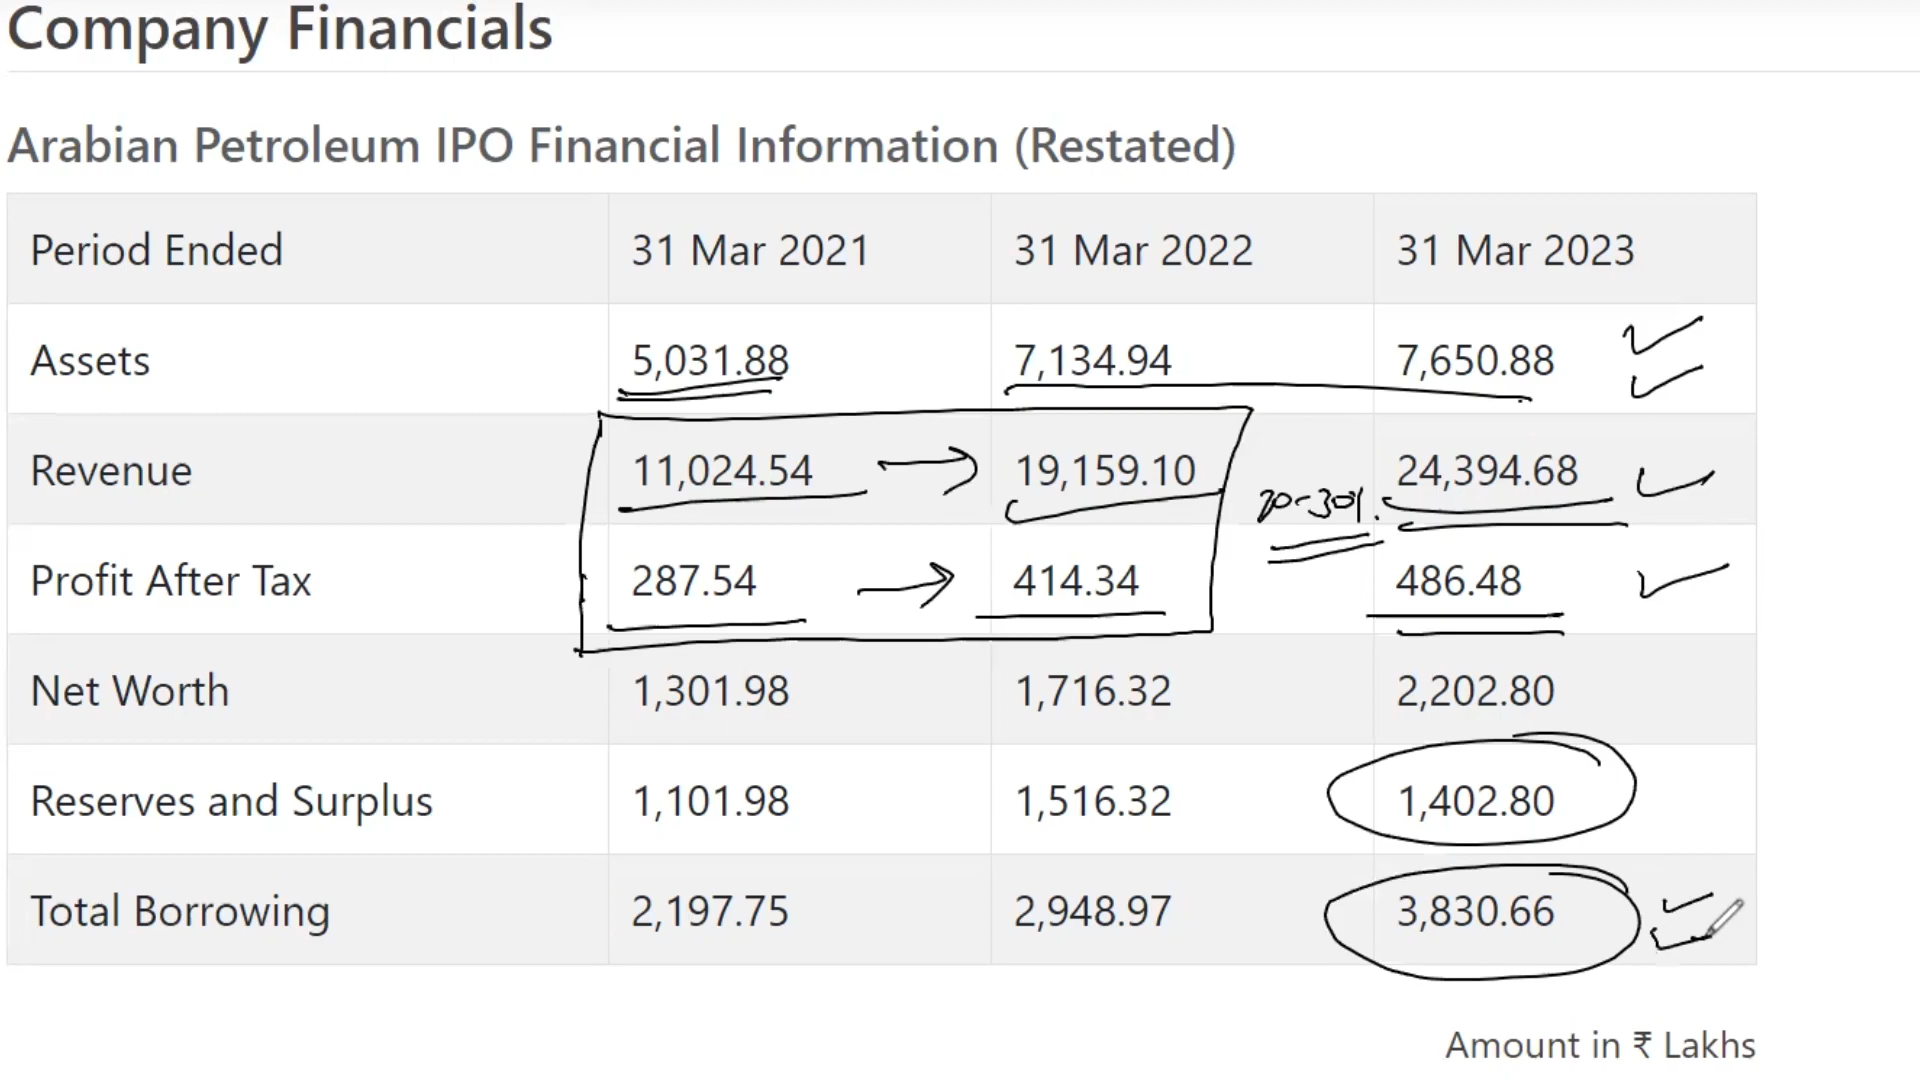 Company Financials
Arabian Petroleum IPO Financial Information (Restated)
Period Ended 31 Mar 2021 31 Mar 2022 31 Mar 2023
Assets 5,031.88 7,134.94 7,650.88
Revenue 11,024.54 19,159.10 24,394.68
20-30%.
Profit After Tax 287.54 414.34 486.48
Net Worth 1,301.98 1,716.32 2,202.80
Reserves and Surplus 1,101.98 1,516.32 1,402.80
Total Borrowing 2,197.75 2,948.97 3,830.66
Amount in ₹ Lakhs